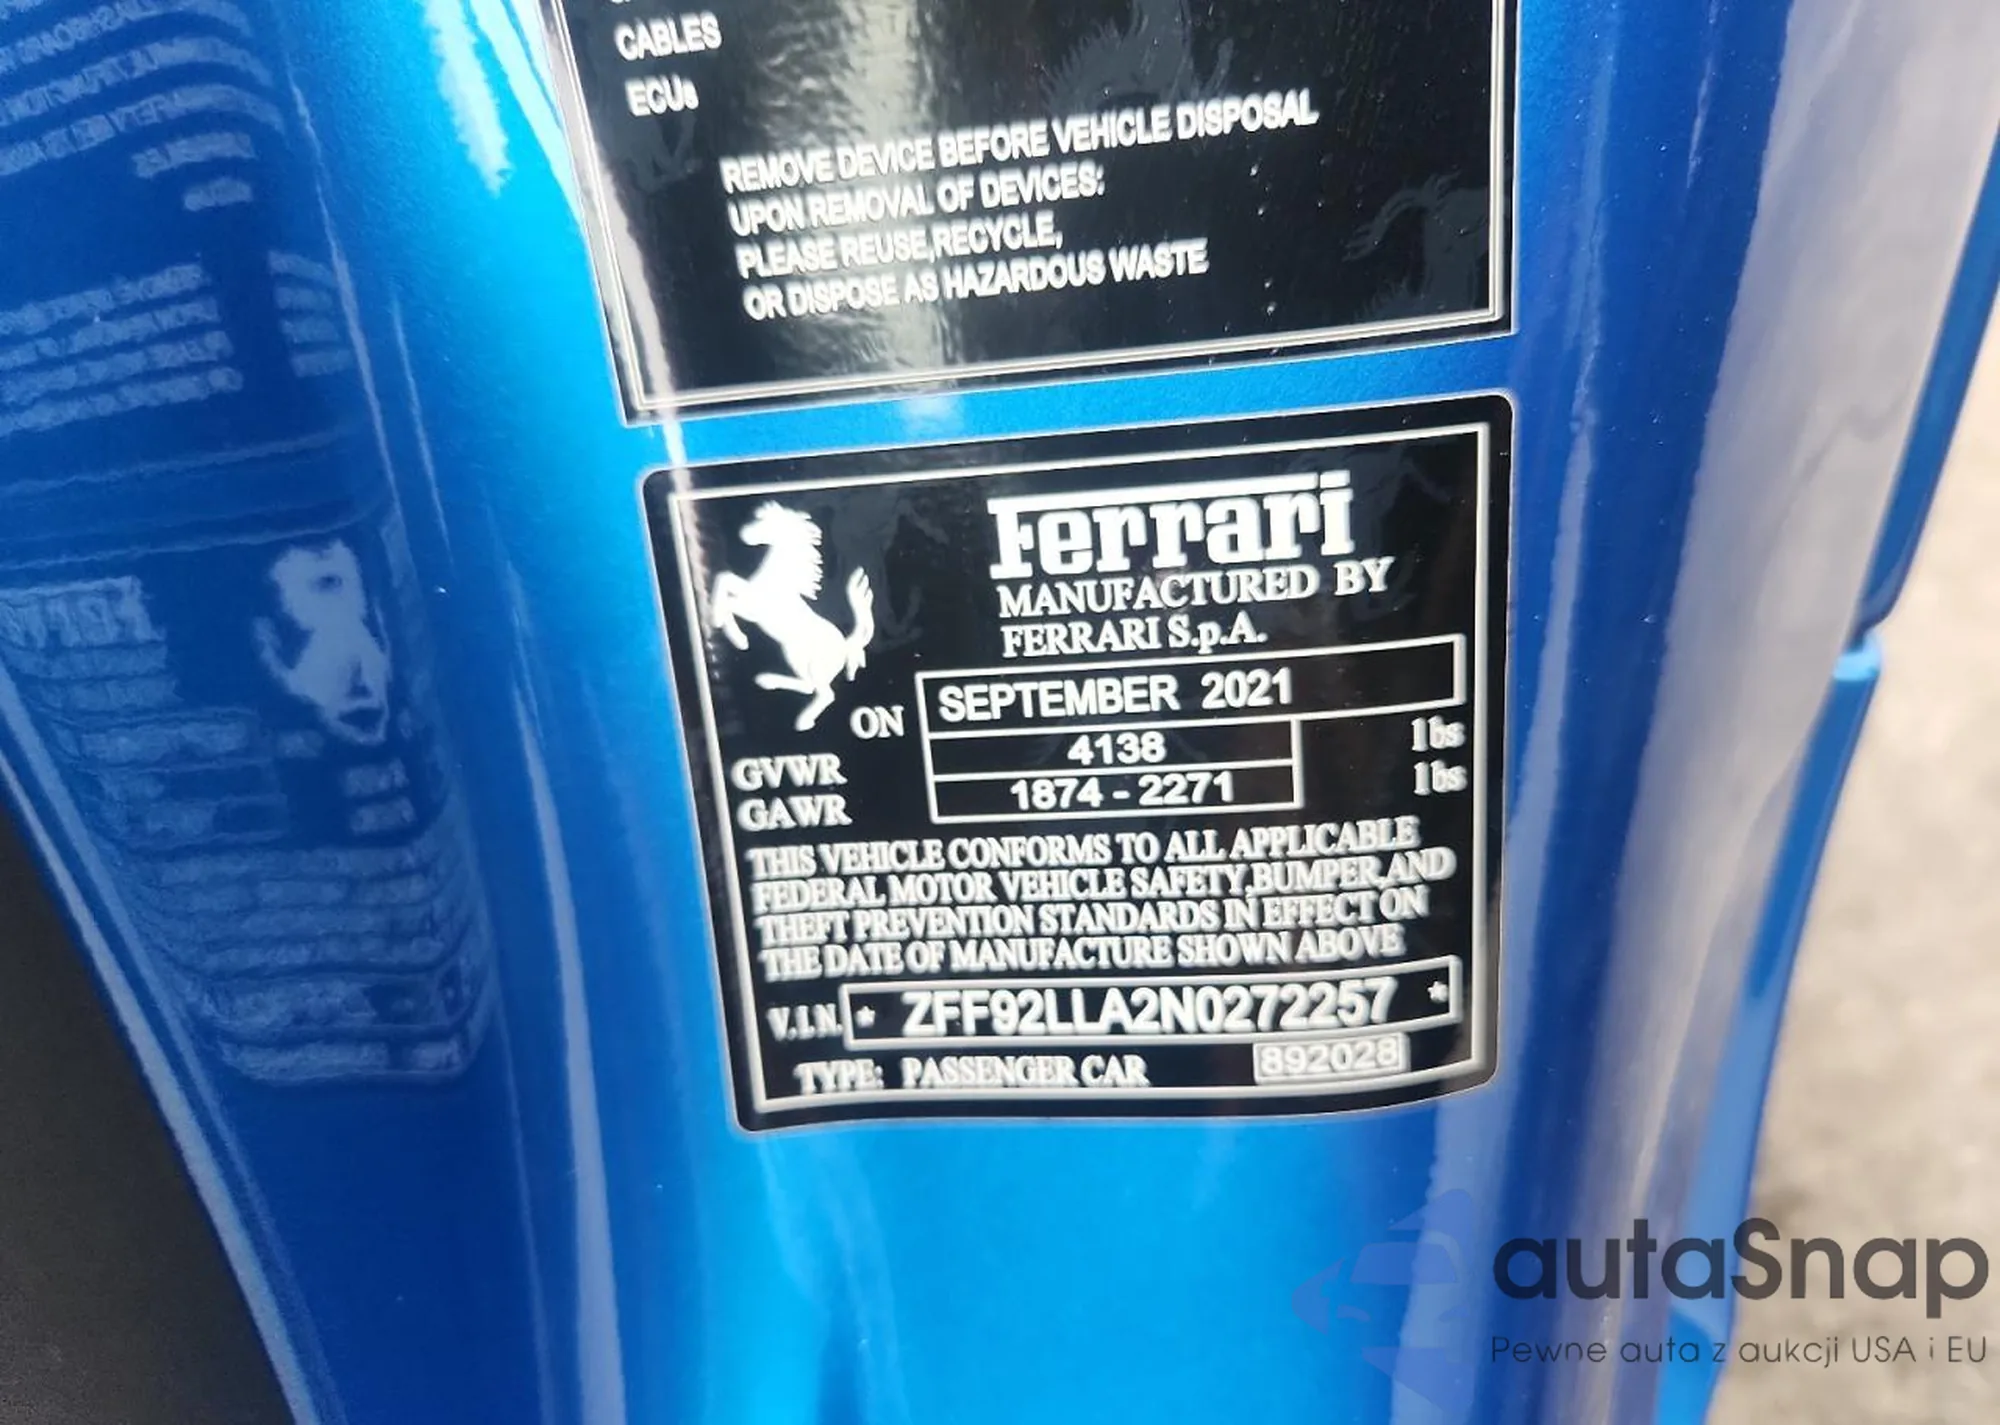 CABLES
ECUs
REMOVE DEVICE BEFORE VEHICLE DISPOSAL
UPON REMOVAL OF DEVICES:
PLEASE REUSE,RECYCLE,
OR DISPOSE AS HAZARDOUS WASTE
Ferrari
MANUFACTURED BY
FERRARI S.p.A.
ON SEPTEMBER 2021
GVWR 4138 lbs
GAWR 1874 - 2271 lbs
THIS VEHICLE CONFORMS TO ALL APPLICABLE
FEDERAL MOTOR VEHICLE SAFETY,BUMPER,AND
THEFT PREVENTION STANDARDS IN EFFECT ON
THE DATE OF MANUFACTURE SHOWN ABOVE
V.I.N. * ZFF92LLA2N0272257 *
TYPE: PASSENGER CAR 892028
autaSnap
Pewne auta z aukcji USA i EU